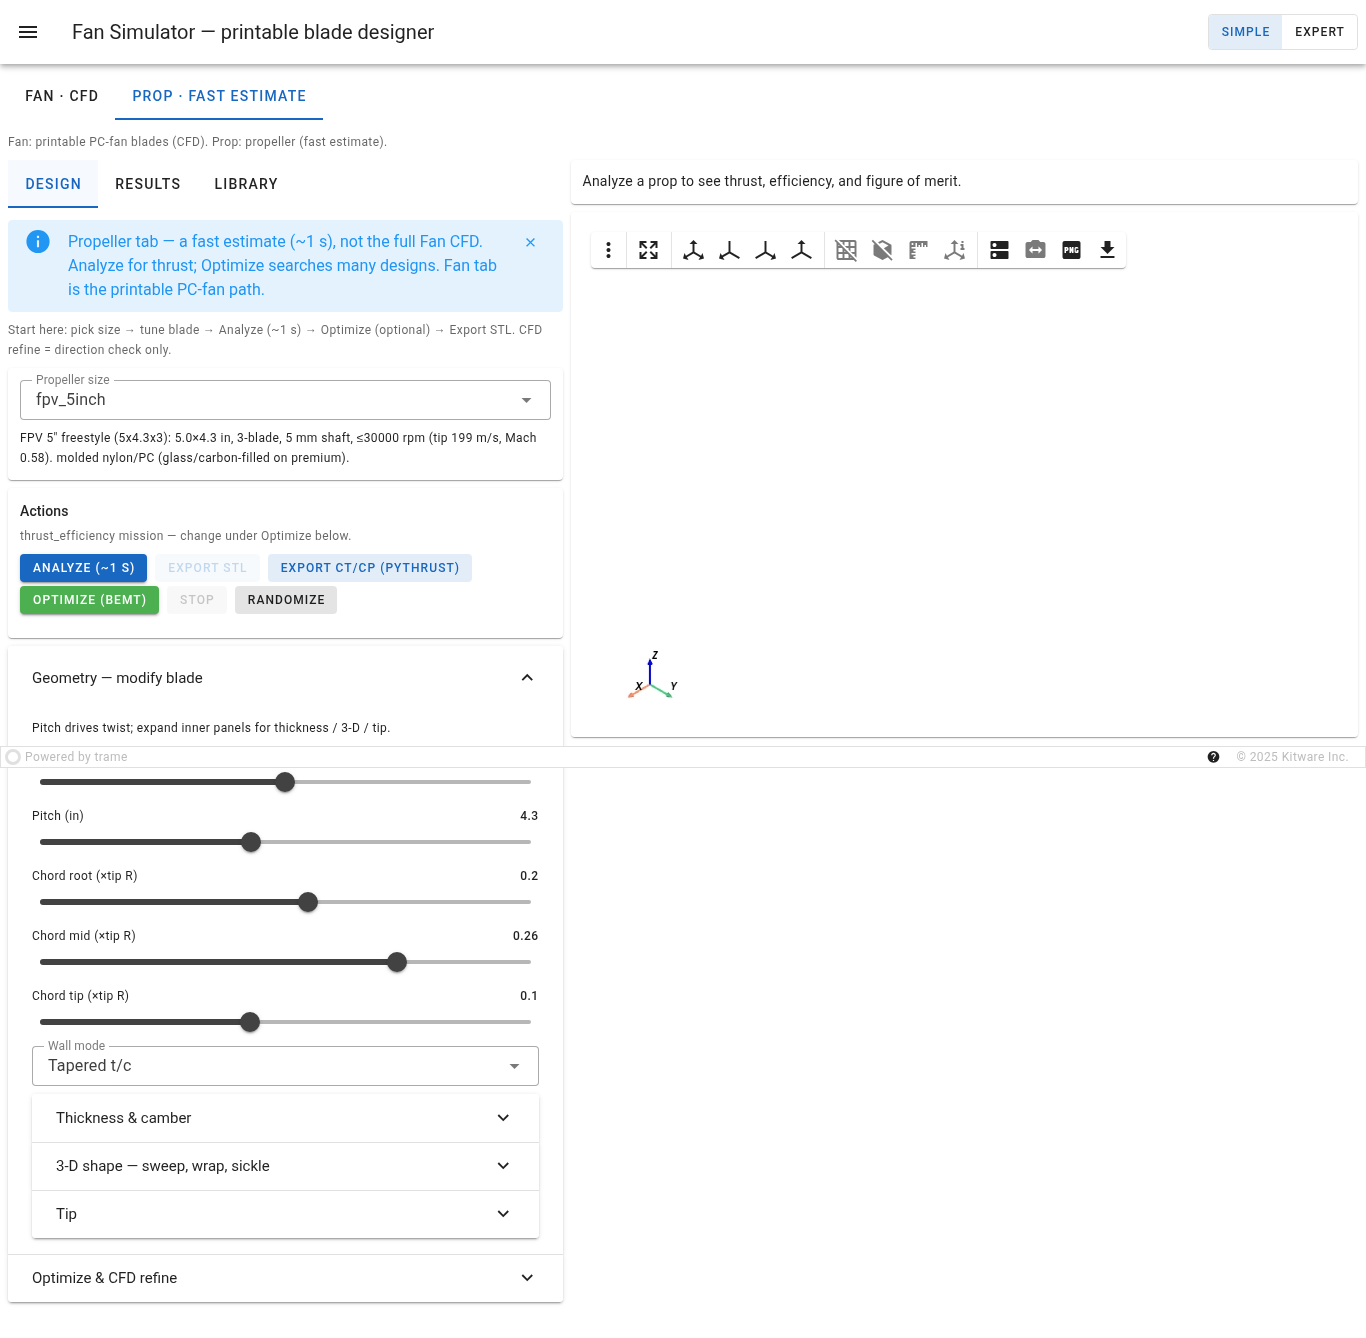 Fan Simulator — printable blade designer
SIMPLE
EXPERT
FAN · CFD
PROP · FAST ESTIMATE
Fan: printable PC-fan blades (CFD). Prop: propeller (fast estimate).
DESIGN
RESULTS
LIBRARY
Propeller tab — a fast estimate (~1 s), not the full Fan CFD.
Analyze for thrust; Optimize searches many designs. Fan tab
is the printable PC-fan path.
Start here: pick size → tune blade → Analyze (~1 s) → Optimize (optional) → Export STL. CFD
refine = direction check only.
Propeller size
fpv_5inch
FPV 5" freestyle (5x4.3x3): 5.0×4.3 in, 3-blade, 5 mm shaft, ≤30000 rpm (tip 199 m/s, Mach
0.58). molded nylon/PC (glass/carbon-filled on premium).
Actions
thrust_efficiency mission — change under Optimize below.
ANALYZE (~1 S)
EXPORT STL
EXPORT CT/CP (PYTHRUST)
OPTIMIZE (BEMT)
STOP
RANDOMIZE
Geometry — modify blade
Pitch drives twist; expand inner panels for thickness / 3-D / tip.
Pitch (in)
4.3
Chord root (×tip R)
0.2
Chord mid (×tip R)
0.26
Chord tip (×tip R)
0.1
Wall mode
Tapered t/c
Thickness & camber
3-D shape — sweep, wrap, sickle
Tip
Optimize & CFD refine
Analyze a prop to see thrust, efficiency, and figure of merit.
PNG
Z
X
Y
Powered by trame
© 2025 Kitware Inc.